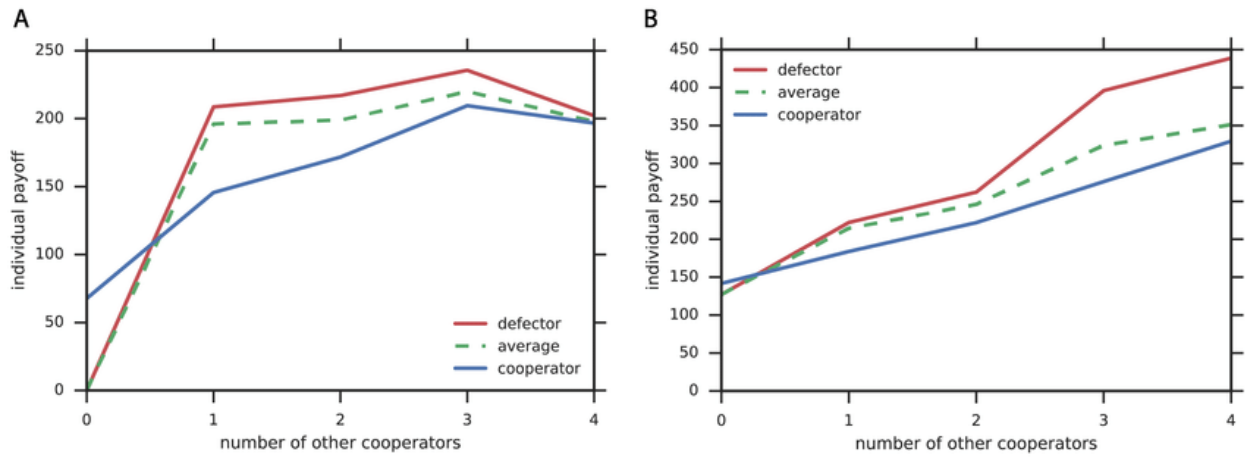 A
250
200
150
100
50
0
individual payoff
defector
average
cooperator
0 1 2 3 4
number of other cooperators
B
450
400
350
300
250
200
150
100
50
0
individual payoff
defector
average
cooperator
0 1 2 3 4
number of other cooperators